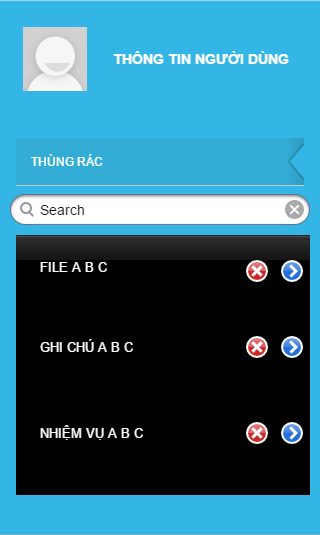 THÔNG TIN NGƯỜI DÙNG
THÙNG RÁC
Search
FILE A B C
GHI CHÚ A B C
NHIỆM VỤ A B C